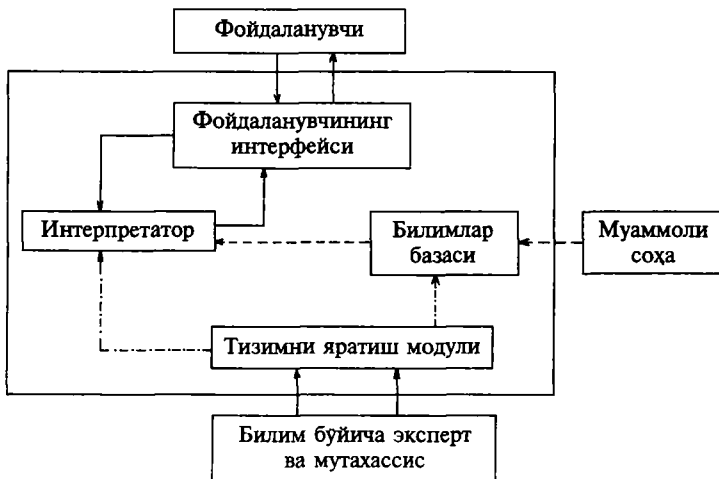 Фойдаланувчи
Фойдаланувчининг
интерфейси
Интерпретатор
Билимлар
базаси
Муаммоли
соҳа
Тизимни яратиш модули
Билим бўйича эксперт
ва мутахассис